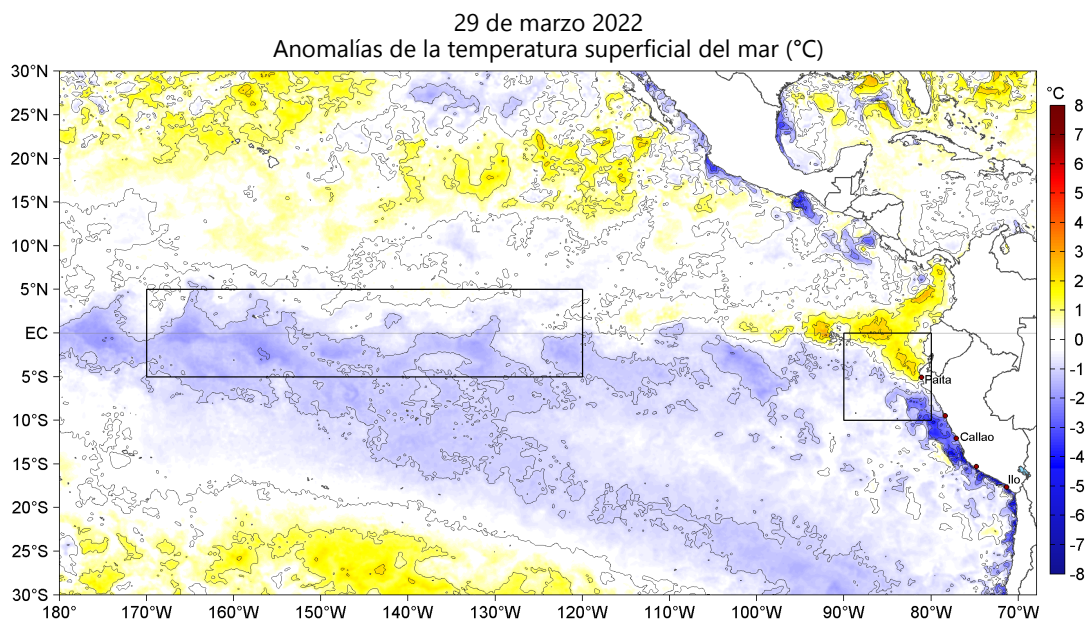 29 de marzo 2022
Anomalías de la temperatura superficial del mar (°C)
30°N
25°N
20°N
15°N
10°N
5°N
EC
5°S
10°S
15°S
20°S
25°S
30°S
180 170°W 160°W 150°W 140°W 130°W 120°W 110°W 100°W 90°W 80°W 70°W
Paita
Callao
Ilo
°C
8
7
6
5
4
3
2
1
0
-1
-2
-3
-4
-5
-6
-7
-8